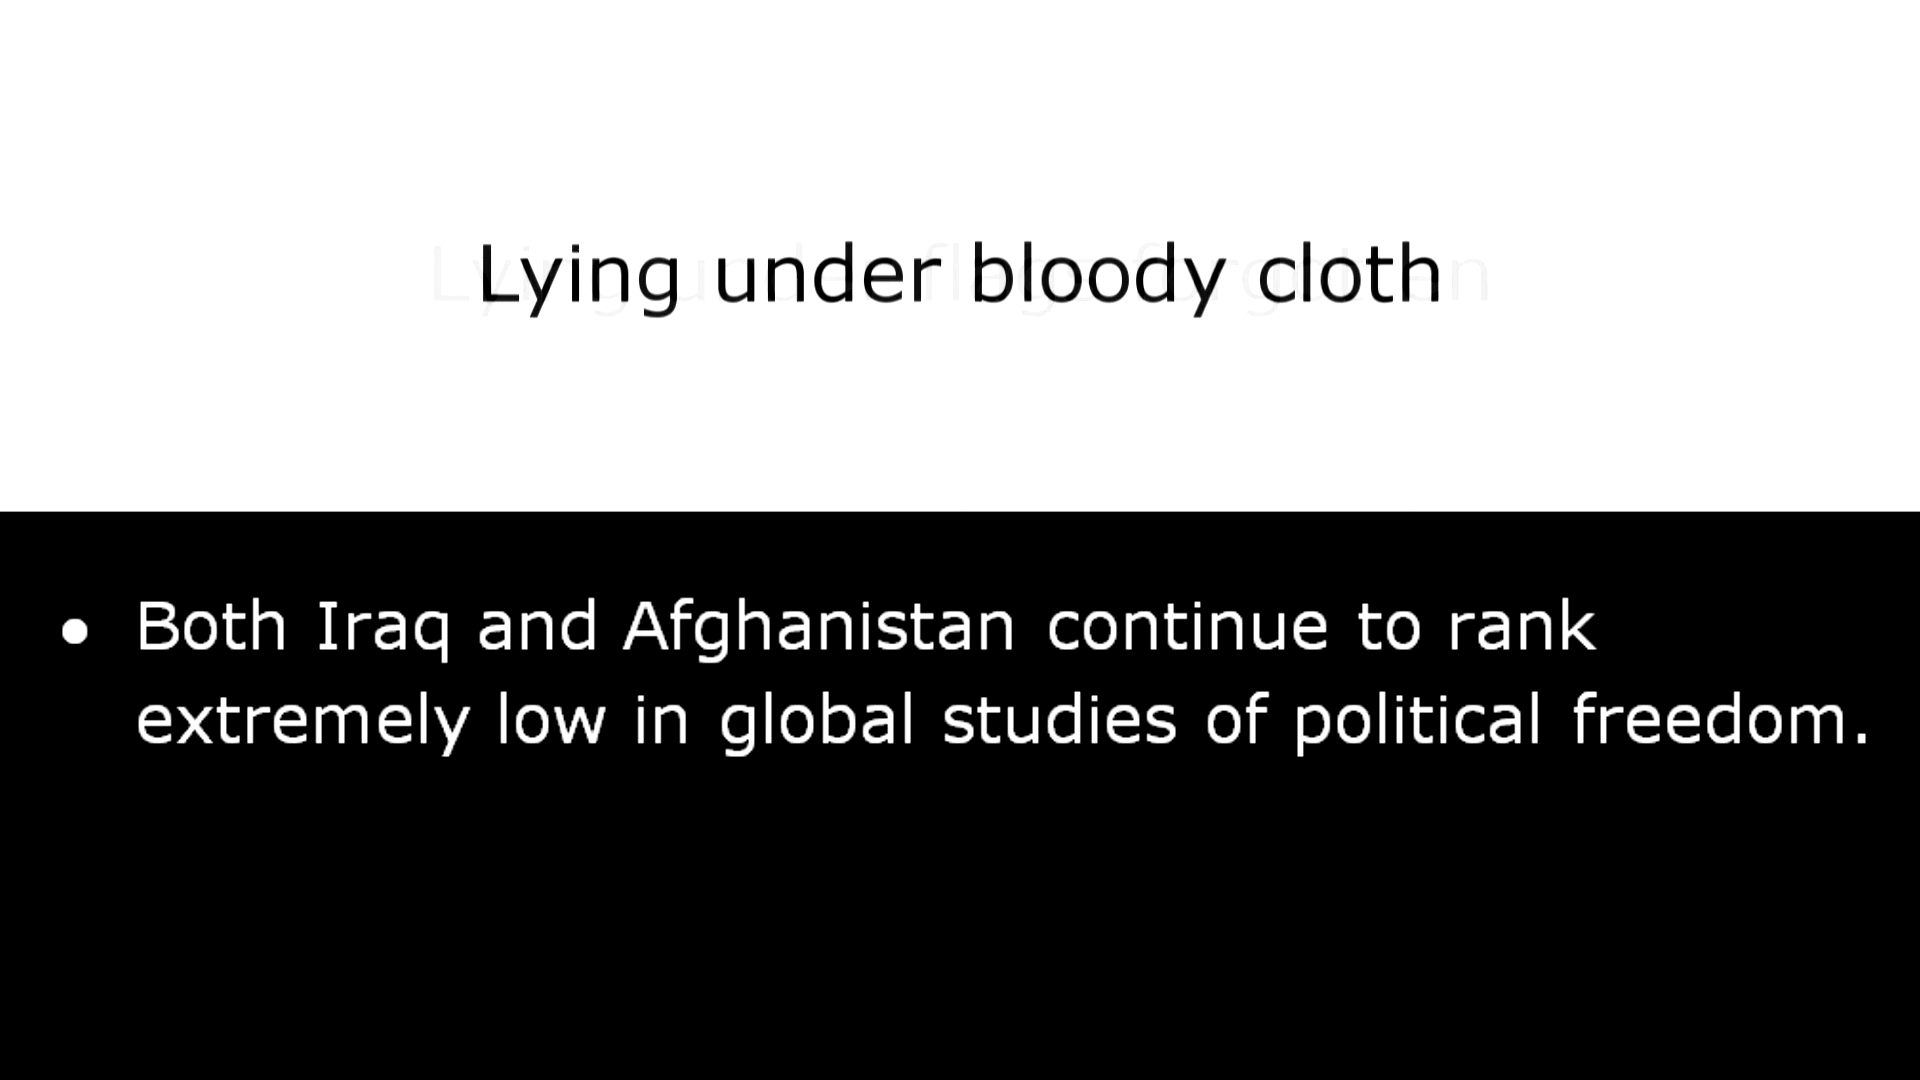 Lying under bloody cloth
• Both Iraq and Afghanistan continue to rank
extremely low in global studies of political freedom.